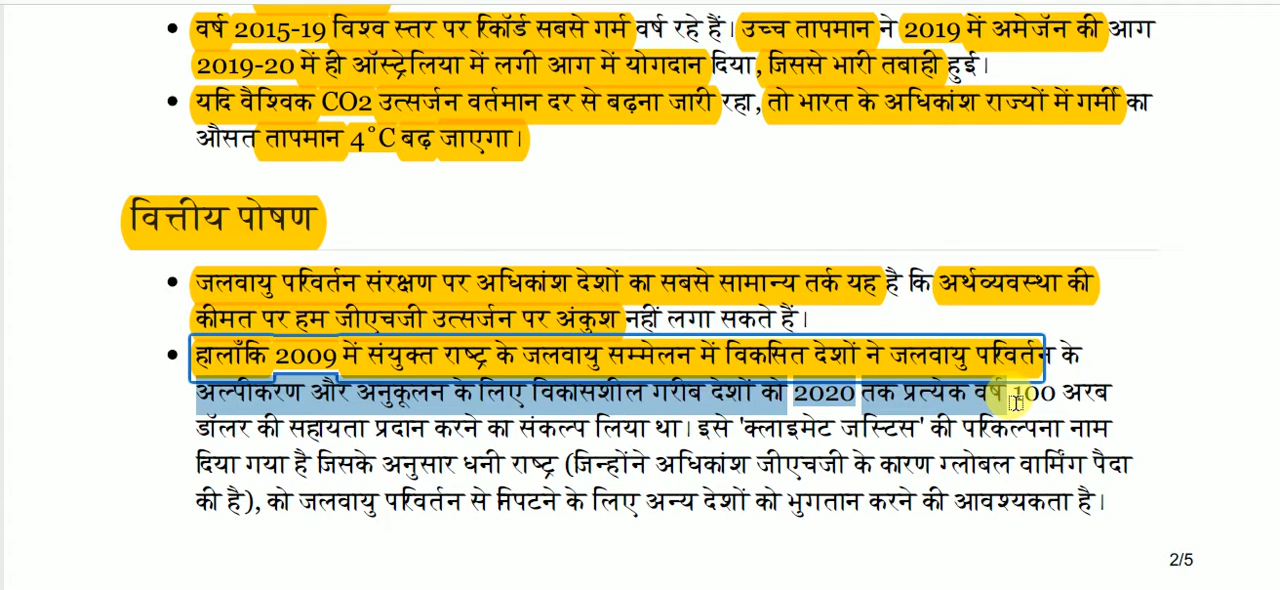 वर्ष 2015-19 विश्व स्तर पर रिकॉर्ड सबसे गर्म वर्ष रहे हैं। उच्च तापमान ने 2019 में अमेजॅन की आग
2019-20 में ही ऑस्ट्रेलिया में लगी आग में योगदान दिया, जिससे भारी तबाही हुई।
यदि वैश्विक CO2 उत्सर्जन वर्तमान दर से बढ़ना जारी रहा, तो भारत के अधिकांश राज्यों में गर्मी का
औसत तापमान 4°C बढ़ जाएगा।
वित्तीय पोषण
जलवायु परिवर्तन संरक्षण पर अधिकांश देशों का सबसे सामान्य तर्क यह है कि अर्थव्यवस्था की
कीमत पर हम जीएचजी उत्सर्जन पर अंकुश नहीं लगा सकते हैं।
हालाँकि 2009 में संयुक्त राष्ट्र के जलवायु सम्मेलन में विकसित देशों ने जलवायु परिवर्तन के
अल्पीकरण और अनुकूलन के लिए विकासशील गरीब देशों को 2020 तक प्रत्येक वर्ष 100 अरब
डॉलर की सहायता प्रदान करने का संकल्प लिया था। इसे 'क्लाइमेट जस्टिस' की परिकल्पना नाम
दिया गया है जिसके अनुसार धनी राष्ट्र (जिन्होंने अधिकांश जीएचजी के कारण ग्लोबल वार्मिंग पैदा
की है), को जलवायु परिवर्तन से निपटने के लिए अन्य देशों को भुगतान करने की आवश्यकता है।
2/5